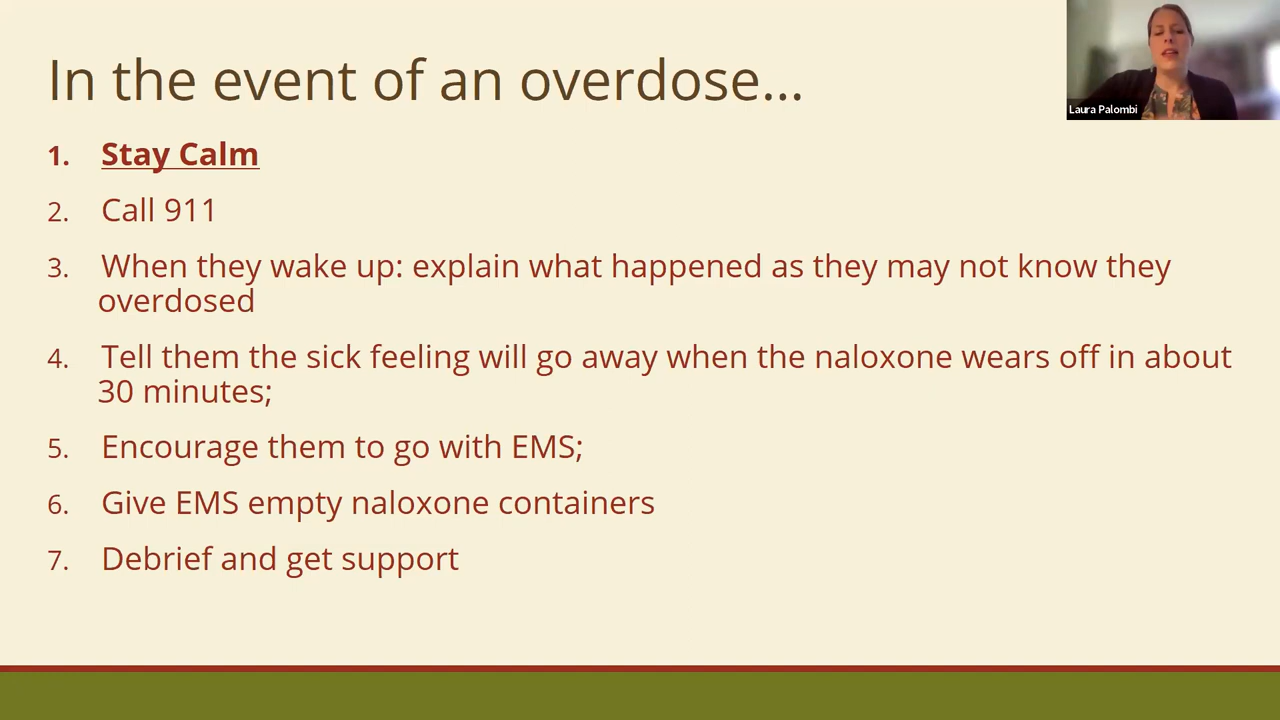 In the event of an overdose...
Laura Palombi
1. Stay Calm
2. Call 911
3. When they wake up: explain what happened as they may not know they
overdosed
4. Tell them the sick feeling will go away when the naloxone wears off in about
30 minutes;
5. Encourage them to go with EMS;
6. Give EMS empty naloxone containers
7. Debrief and get support